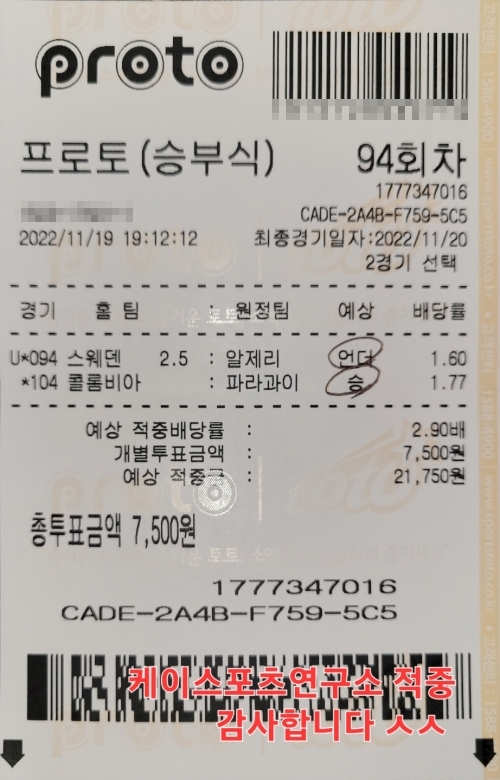 proto
프로토(승부식) 94회차
1777347016
CADE-2A4B-F759-5C5
2022/11/19 19:12:12 최종경기일자:2022/11/20
2경기 선택
경기 홈 팀 : 원정팀 예상 배당률
U*094 스웨덴 2.5 : 알제리 언더 1.60
*104 콜롬비아 : 파라과이 승 1.77
예상 적중배당률 : 2.90배
개별투표금액 : 7,500원
예상 적중금 : 21,750원
총투표금액 7,500원
1777347016
CADE-2A4B-F759-5C5
케이스포츠연구소 적중
감사합니다 ㅅㅅ